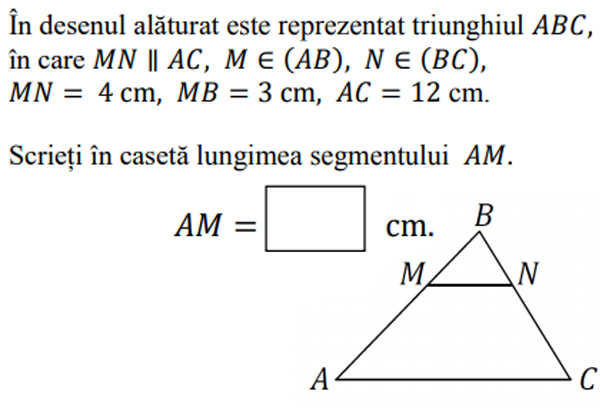 În desenul alăturat este reprezentat triunghiul ABC,
în care MN ∥ AC, M ∈ (AB), N ∈ (BC),
MN = 4 cm, MB = 3 cm, AC = 12 cm.
Scrieți în casetă lungimea segmentului AM.
AM = cm.
B
M N
A C